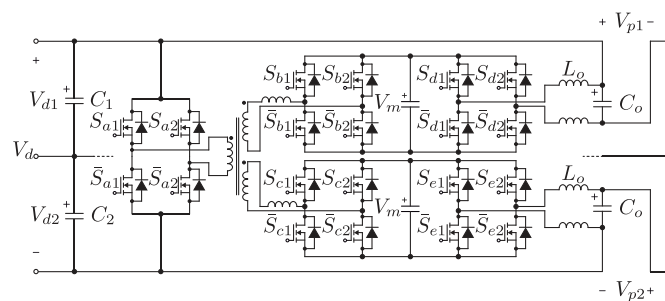 + V_{p1} -
S_{b1} S_{b2} S_{d1} S_{d2}
+
L_o
+
V_{d1} + C_1
S_{a1} S_{a2}
V_m +
C_o
S̄_{b1} S̄_{b2} S̄_{d1} S̄_{d2}
V_d
S̄_{a1} S̄_{a2}
S_{c1} S_{c2} S_{e1} S_{e2}
L_o
V_{d2} + C_2
V_m +
+ C_o
S̄_{c1} S̄_{c2} S̄_{e1} S̄_{e2}
-
- V_{p2} +